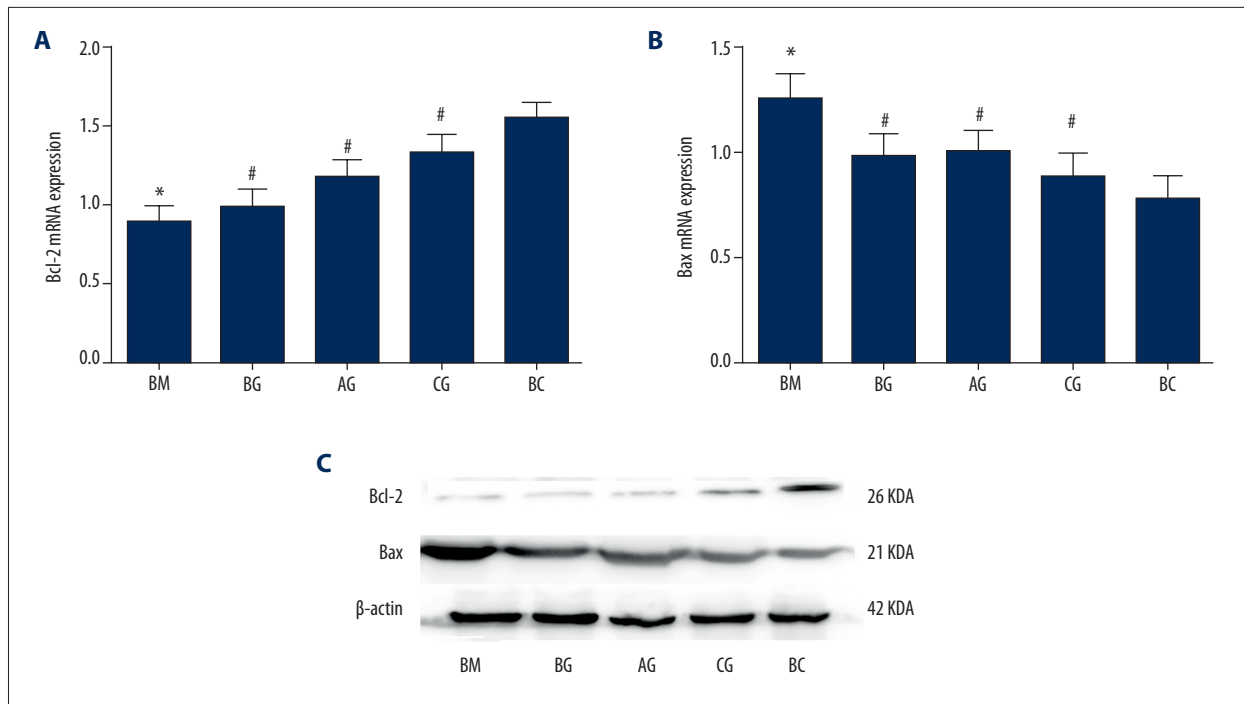 A
Bcl-2 mRNA expression
2.0
1.5
1.0
0.5
0.0
*
#
#
#
BM
BG
AG
CG
BC
B
Bax mRNA expression
1.5
1.0
0.5
0.0
*
#
#
#
BM
BG
AG
CG
BC
C
Bcl-2
26 KDA
Bax
21 KDA
β-actin
42 KDA
BM
BG
AG
CG
BC